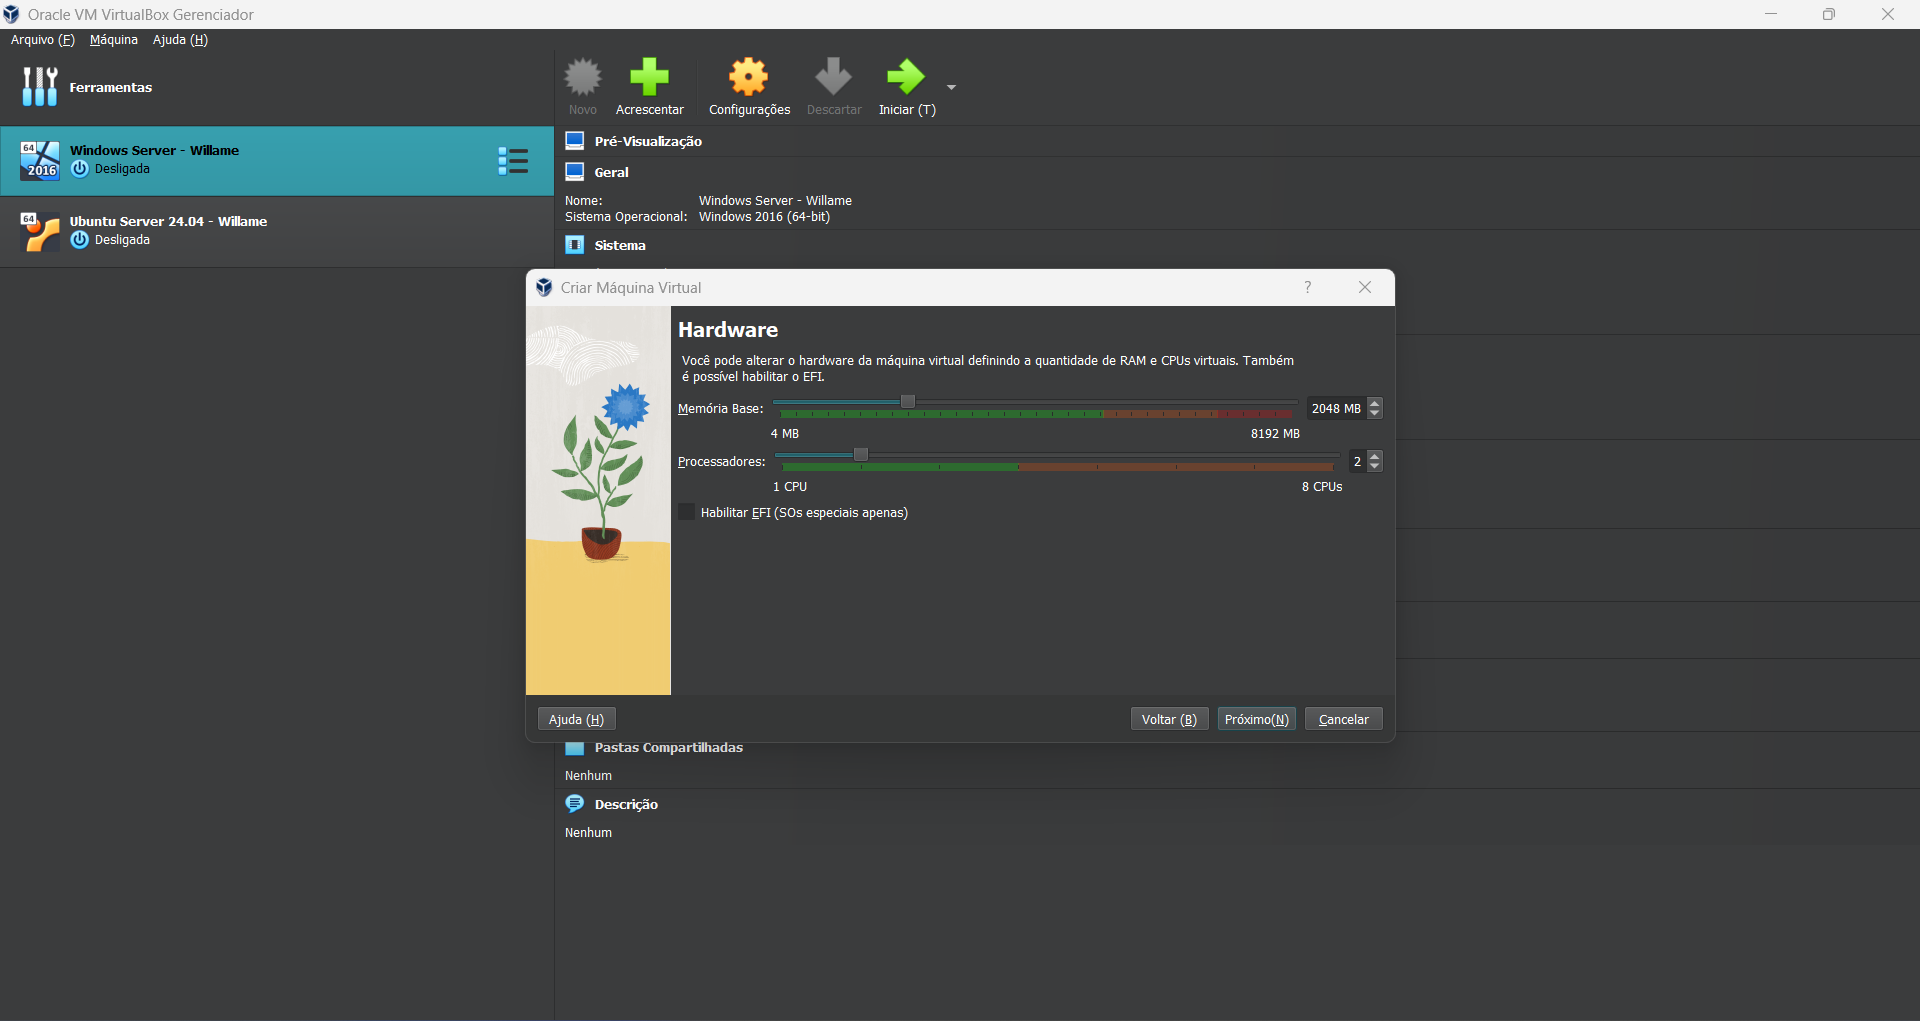 Oracle VM VirtualBox Gerenciador
Arquivo (F) Máquina Ajuda (H)
Ferramentas
Novo Acrescentar Configurações Descartar Iniciar (T)
64
2016
Windows Server - Willame
Desligada
64
Ubuntu Server 24.04 - Willame
Desligada
Pré-Visualização
Geral
Nome: Windows Server - Willame
Sistema Operacional: Windows 2016 (64-bit)
Sistema
Criar Máquina Virtual
?
Hardware
Você pode alterar o hardware da máquina virtual definindo a quantidade de RAM e CPUs virtuais. Também
é possível habilitar o EFI.
Memória Base: 2048 MB
4 MB 8192 MB
Processadores: 2
1 CPU 8 CPUs
Habilitar EFI (SOs especiais apenas)
Ajuda (H) Voltar (B) Próximo(N) Cancelar
Pastas Compartilhadas
Nenhum
Descrição
Nenhum